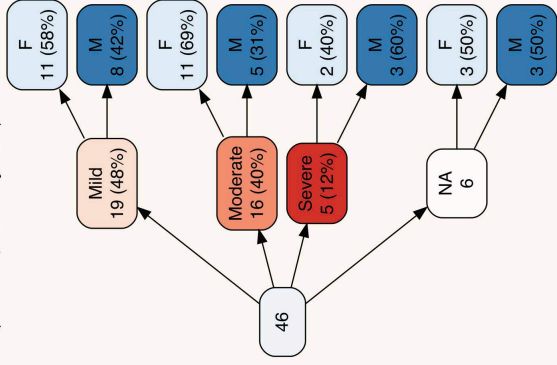 F
11 (58%)
M
8 (42%)
F
11 (69%)
M
5 (31%)
F
2 (40%)
M
3 (60%)
F
3 (50%)
M
3 (50%)
Mild
19 (48%)
Moderate
16 (40%)
Severe
5 (12%)
NA
6
46